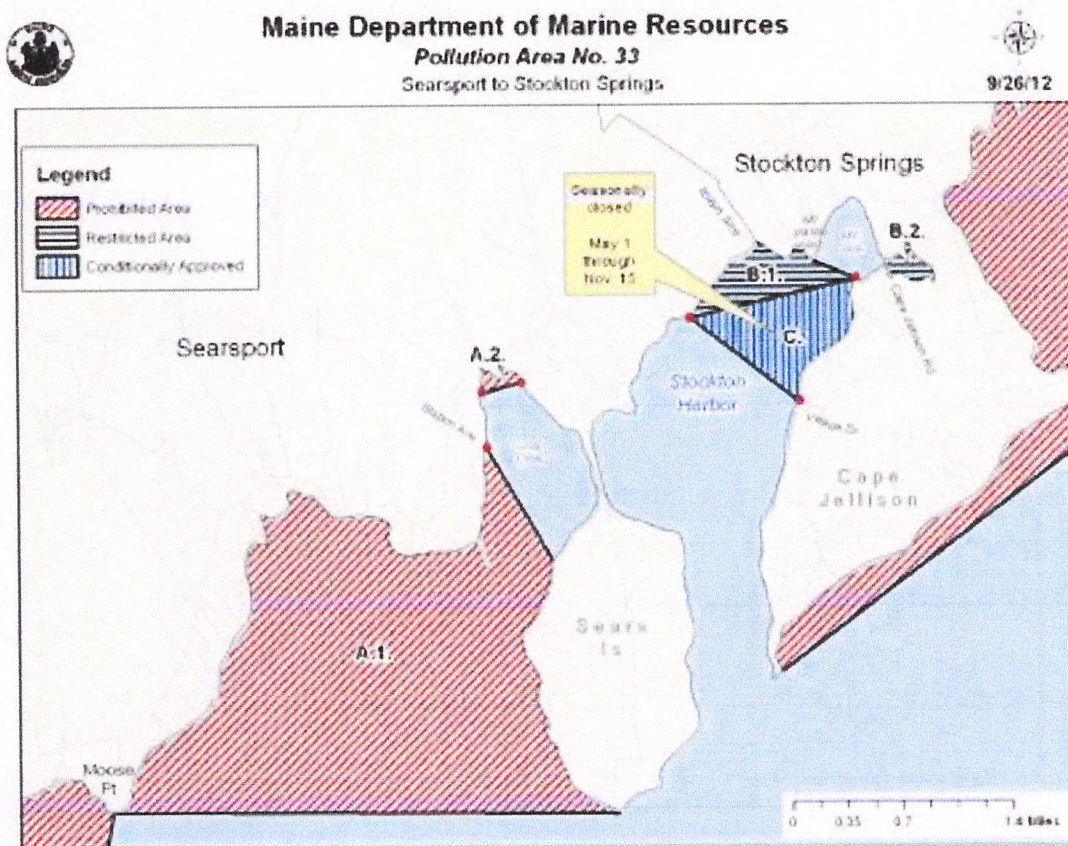 Maine Department of Marine Resources
Pollution Area No. 33
Searsport to Stockton Springs
9/26/12
Legend
Prohibited Area
Restricted Area
Conditionally Approved
Stockton Springs
Seasonally
closed
May 1
through
Nov. 15
B.2.
B.1.
C.
Searsport
A.2.
Stockton
Harbor
Station Ave
Cape
Jellison
Sears
Is
A.1.
Moose
Pt
0 0.35 0.7 1.4 Miles